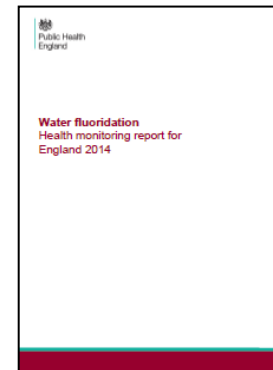 Public Health
England
Water fluoridation
Health monitoring report for
England 2014